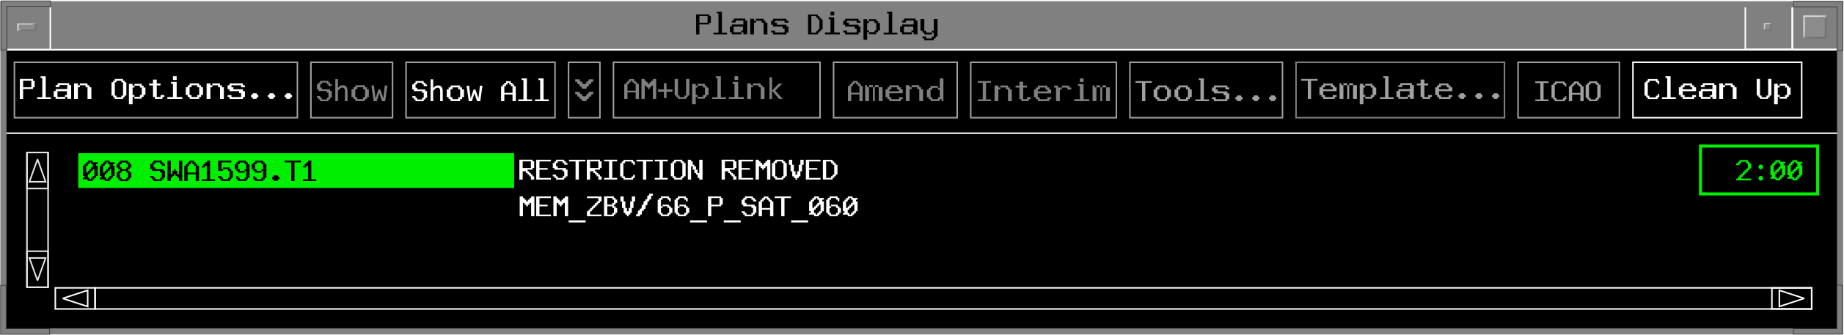 Plans Display
Plan Options... Show Show All AM+Uplink Amend Interim Tools... Template... ICAO Clean Up
008 SWA1599.T1 RESTRICTION REMOVED 2:00
MEM_ZBV/66_P_SAT_060